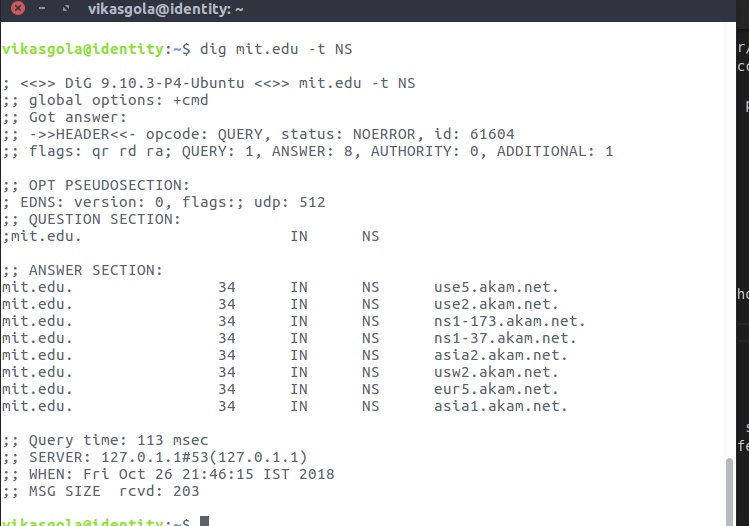 vikasgola@identity: ~
vikasgola@identity:~$ dig mit.edu -t NS
; <<>> DiG 9.10.3-P4-Ubuntu <<>> mit.edu -t NS
;; global options: +cmd
;; Got answer:
;; ->>HEADER<<- opcode: QUERY, status: NOERROR, id: 61604
;; flags: qr rd ra; QUERY: 1, ANSWER: 8, AUTHORITY: 0, ADDITIONAL: 1
;; OPT PSEUDOSECTION:
; EDNS: version: 0, flags:; udp: 512
;; QUESTION SECTION:
;mit.edu. IN NS
;; ANSWER SECTION:
mit.edu. 34 IN NS use5.akam.net.
mit.edu. 34 IN NS use2.akam.net.
mit.edu. 34 IN NS ns1-173.akam.net.
mit.edu. 34 IN NS ns1-37.akam.net.
mit.edu. 34 IN NS asia2.akam.net.
mit.edu. 34 IN NS usw2.akam.net.
mit.edu. 34 IN NS eur5.akam.net.
mit.edu. 34 IN NS asia1.akam.net.
;; Query time: 113 msec
;; SERVER: 127.0.1.1#53(127.0.1.1)
;; WHEN: Fri Oct 26 21:46:15 IST 2018
;; MSG SIZE rcvd: 203
vikasgola@identity:~$